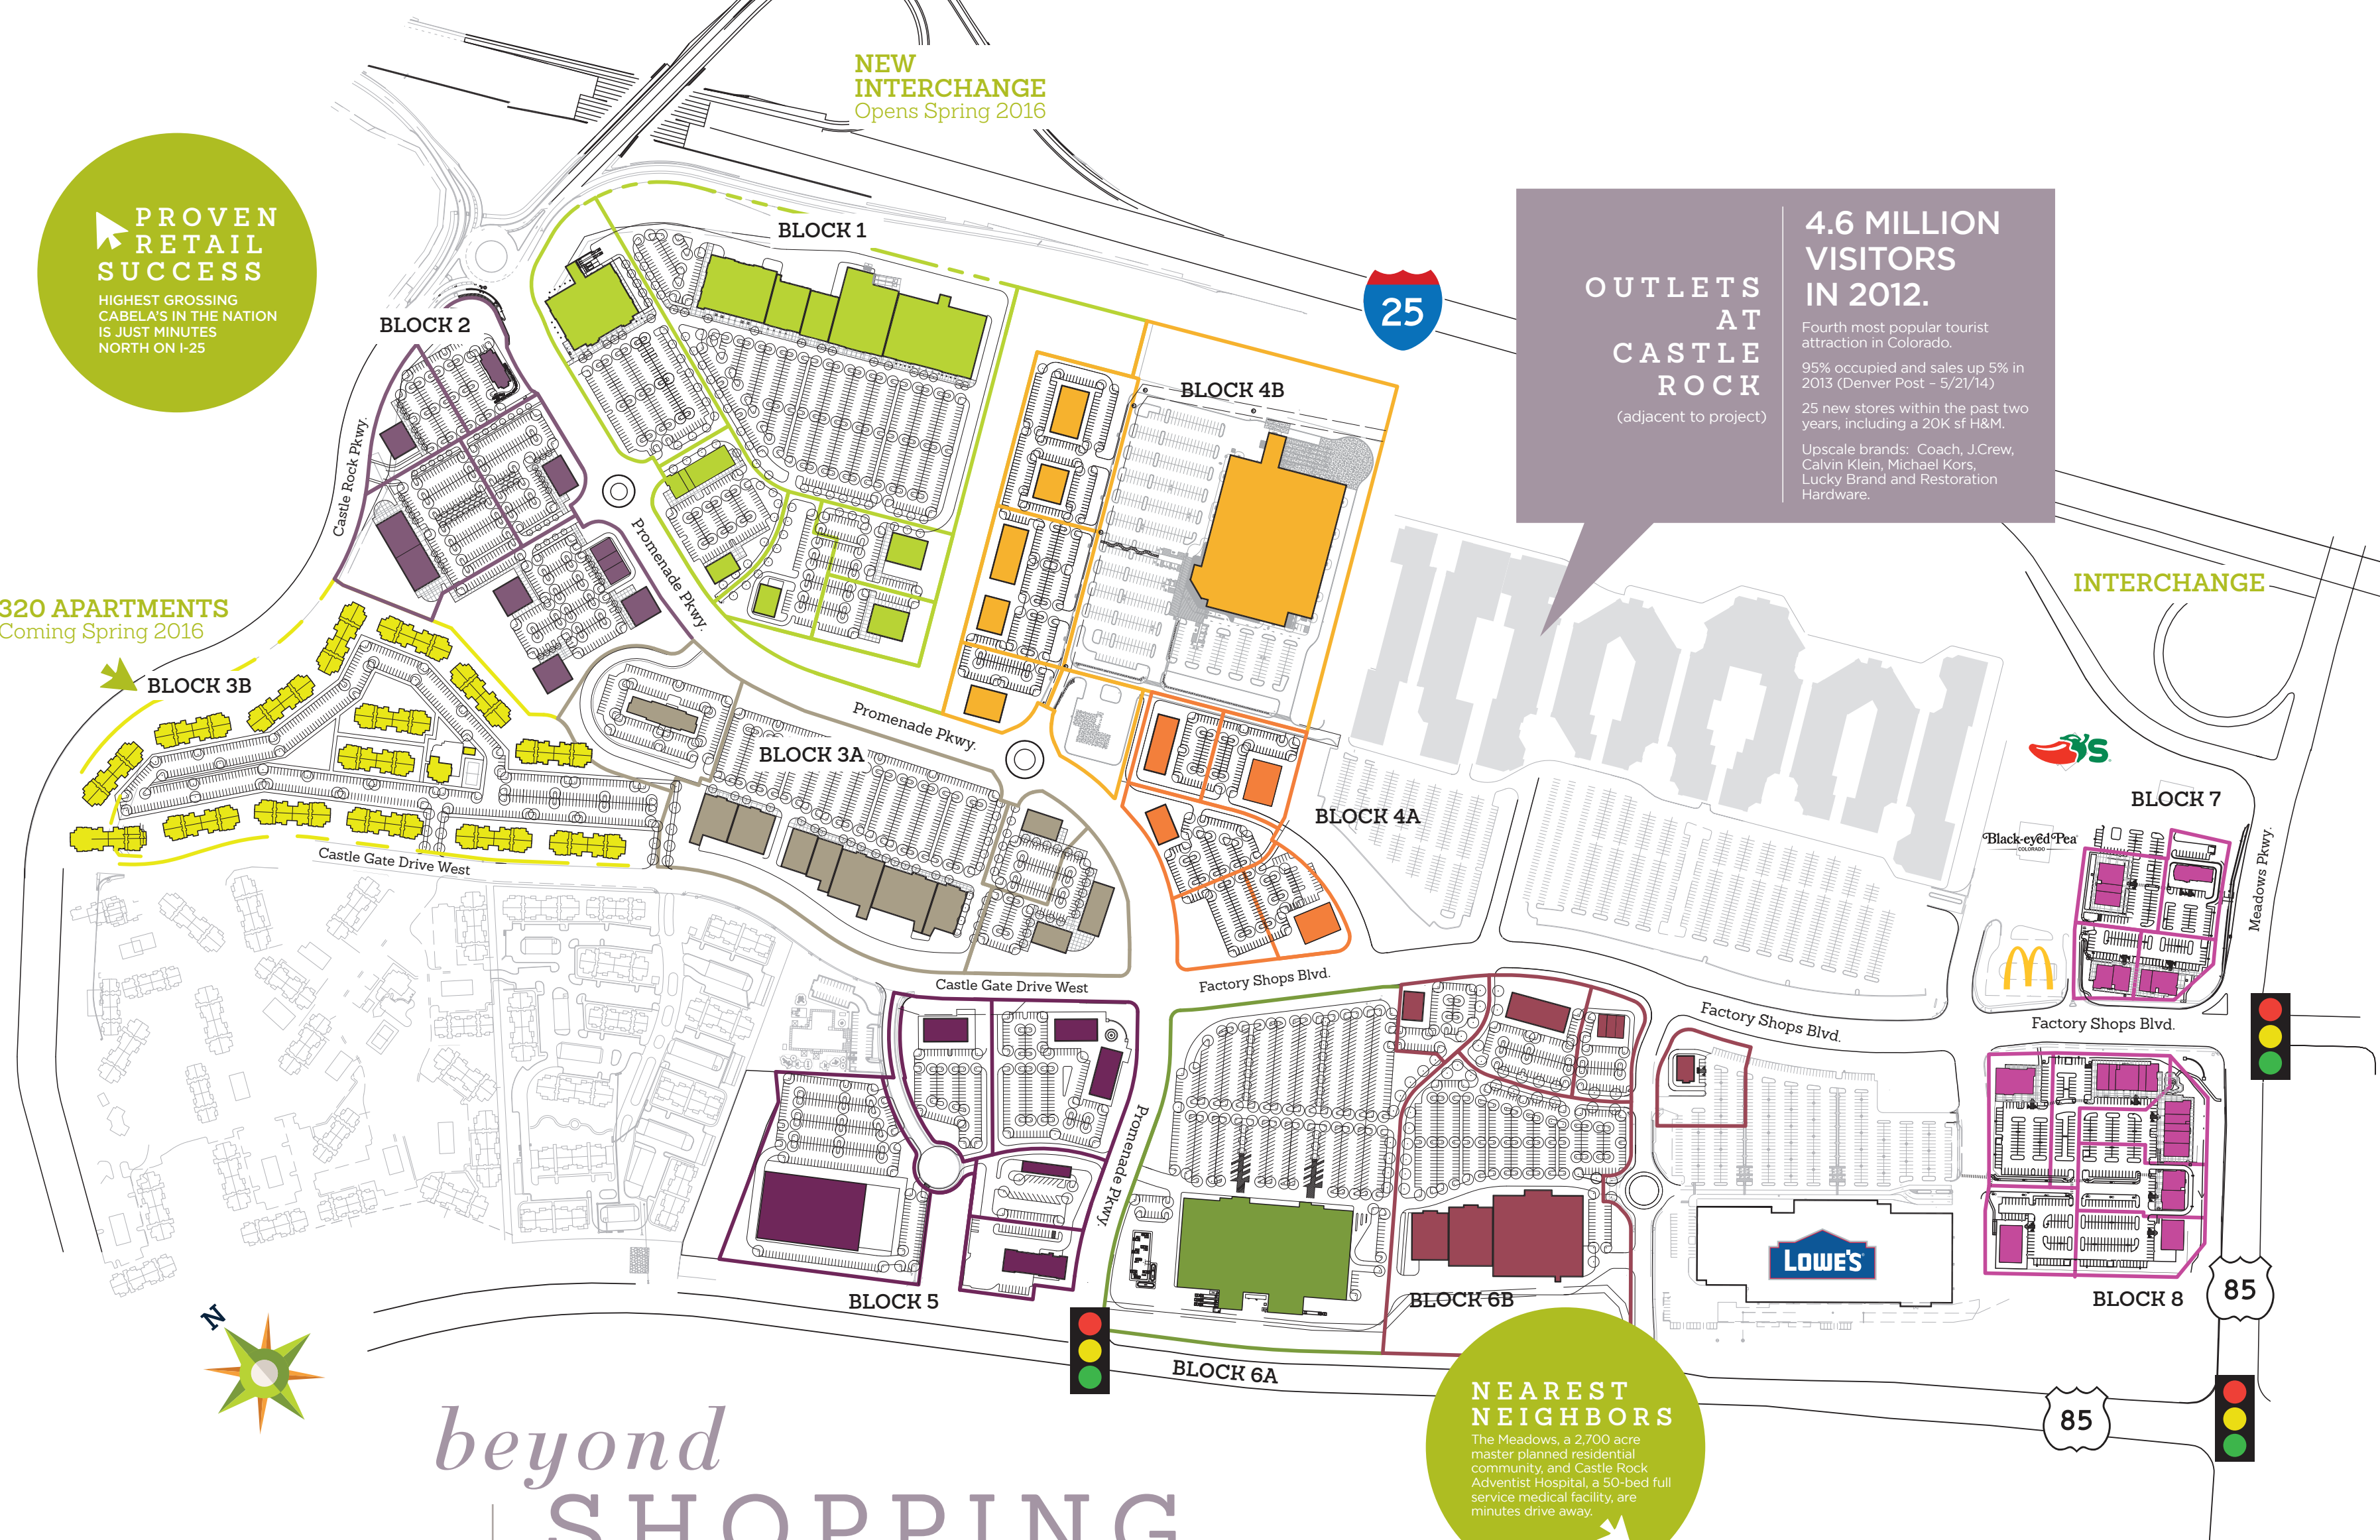 NEW
INTERCHANGE
Opens Spring 2016
PROVEN
RETAIL
SUCCESS
HIGHEST GROSSING
CABELA'S IN THE NATION
IS JUST MINUTES
NORTH ON I-25
BLOCK 1
BLOCK 2
25
OUTLETS
AT
CASTLE
ROCK
(adjacent to project)
4.6 MILLION
VISITORS
IN 2012.
Fourth most popular tourist
attraction in Colorado.
95% occupied and sales up 5% in
2013 (Denver Post – 5/21/14)
25 new stores within the past two
years, including a 20K sf H&M.
Upscale brands: Coach, J.Crew,
Calvin Klein, Michael Kors,
Lucky Brand and Restoration
Hardware.
BLOCK 4B
Castle Rock Pkwy.
Promenade Pkwy.
INTERCHANGE
320 APARTMENTS
Coming Spring 2016
BLOCK 3B
Promenade Pkwy.
BLOCK 3A
BLOCK 4A
'S
BLOCK 7
Black-eyed Pea
COLORADO
Meadows Pkwy.
Castle Gate Drive West
Castle Gate Drive West
Factory Shops Blvd.
Factory Shops Blvd.
Factory Shops Blvd.
Promenade Pkwy.
LOWE'S
BLOCK 5
BLOCK 6B
BLOCK 8
85
BLOCK 6A
85
N
NEAREST
NEIGHBORS
The Meadows, a 2,700 acre
master planned residential
community, and Castle Rock
Adventist Hospital, a 50-bed full
service medical facility, are
minutes drive away.
beyond
SHOPPING